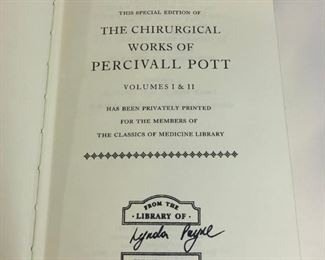 THIS SPECIAL EDITION OF
THE CHIRURGICAL
WORKS OF
PERCIVALL POTT
VOLUMES I & II
HAS BEEN PRIVATELY PRINTED
FOR THE MEMBERS OF
THE CLASSICS OF MEDICINE LIBRARY
FROM THE
·LIBRARY OF·
Lynda Payne